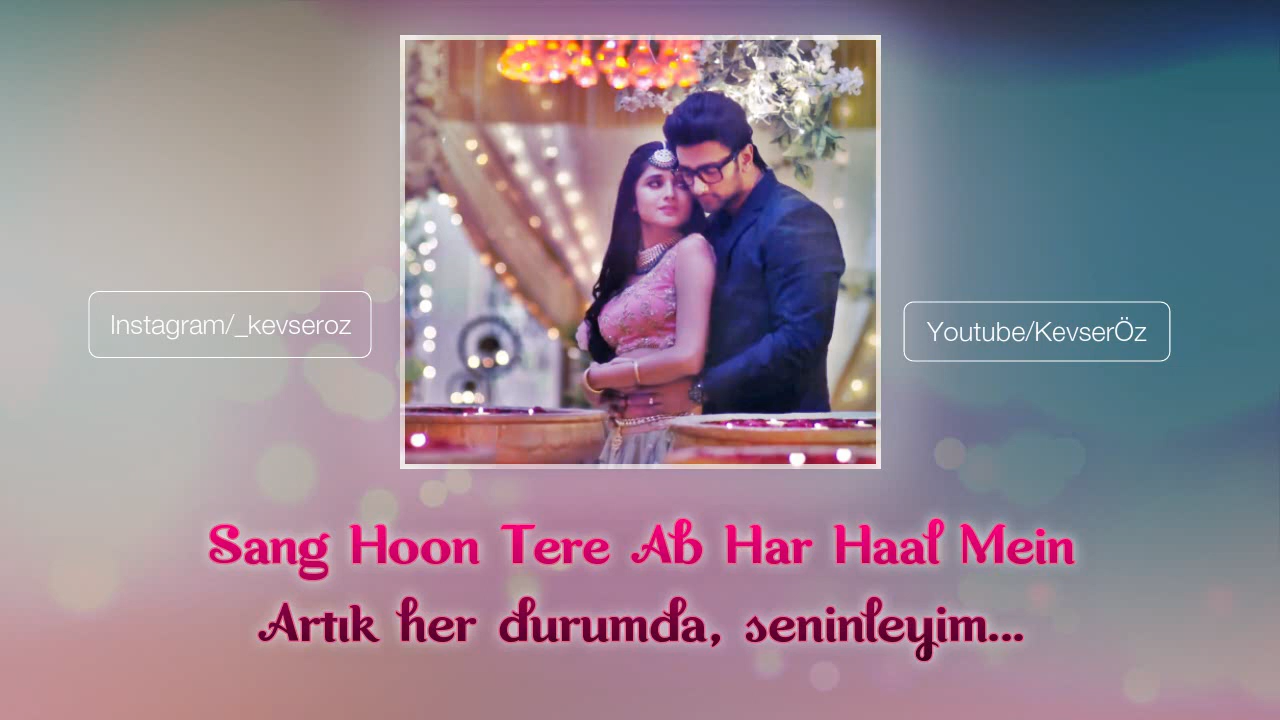 Instagram/_kevseroz
Youtube/KevserÖz
Sang Hoon Tere Ab Har Haal Mein
Artık her durumda, seninleyim...